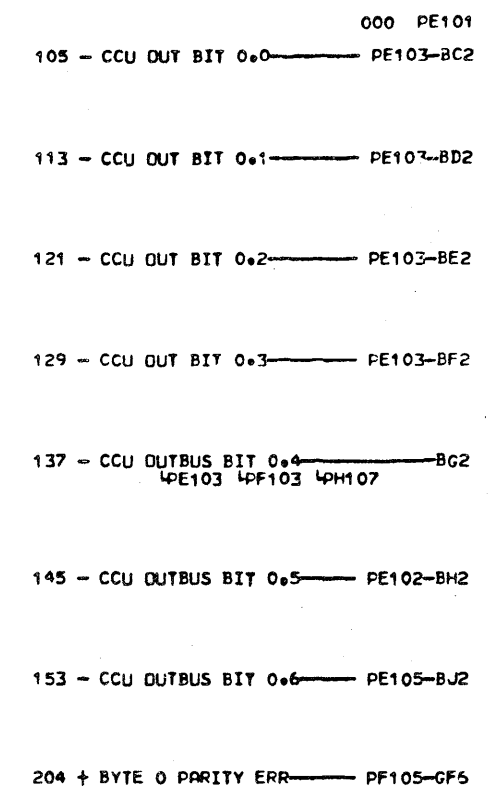 000 PE101
105 - CCU OUT BIT 0.0 PE103-BC2
113 - CCU OUT BIT 0.1 PE103-BD2
121 - CCU OUT BIT 0.2 PE103-BE2
129 - CCU OUT BIT 0.3 PE103-BF2
137 - CCU OUTBUS BIT 0.4 BG2
PE103 PF103 PH107
145 - CCU OUTBUS BIT 0.5 PE102-BH2
153 - CCU OUTBUS BIT 0.6 PE105-BJ2
204 + BYTE 0 PARITY ERR PF105-GF6